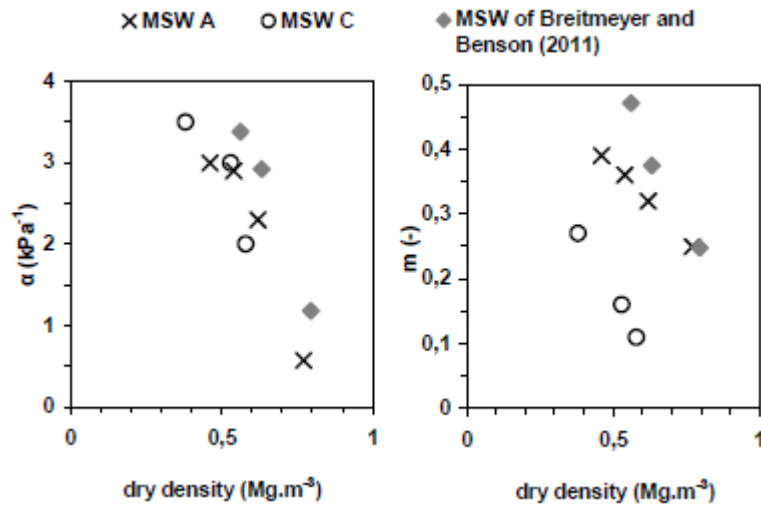 MSW A
MSW C
MSW of Breitmeyer and
Benson (2011)
4
3
2
1
0
α (kPa⁻¹)
0
0,5
1
dry density (Mg.m⁻³)
0,5
0,4
0,3
0,2
0,1
0
m (-)
0
0,5
1
dry density (Mg.m⁻³)